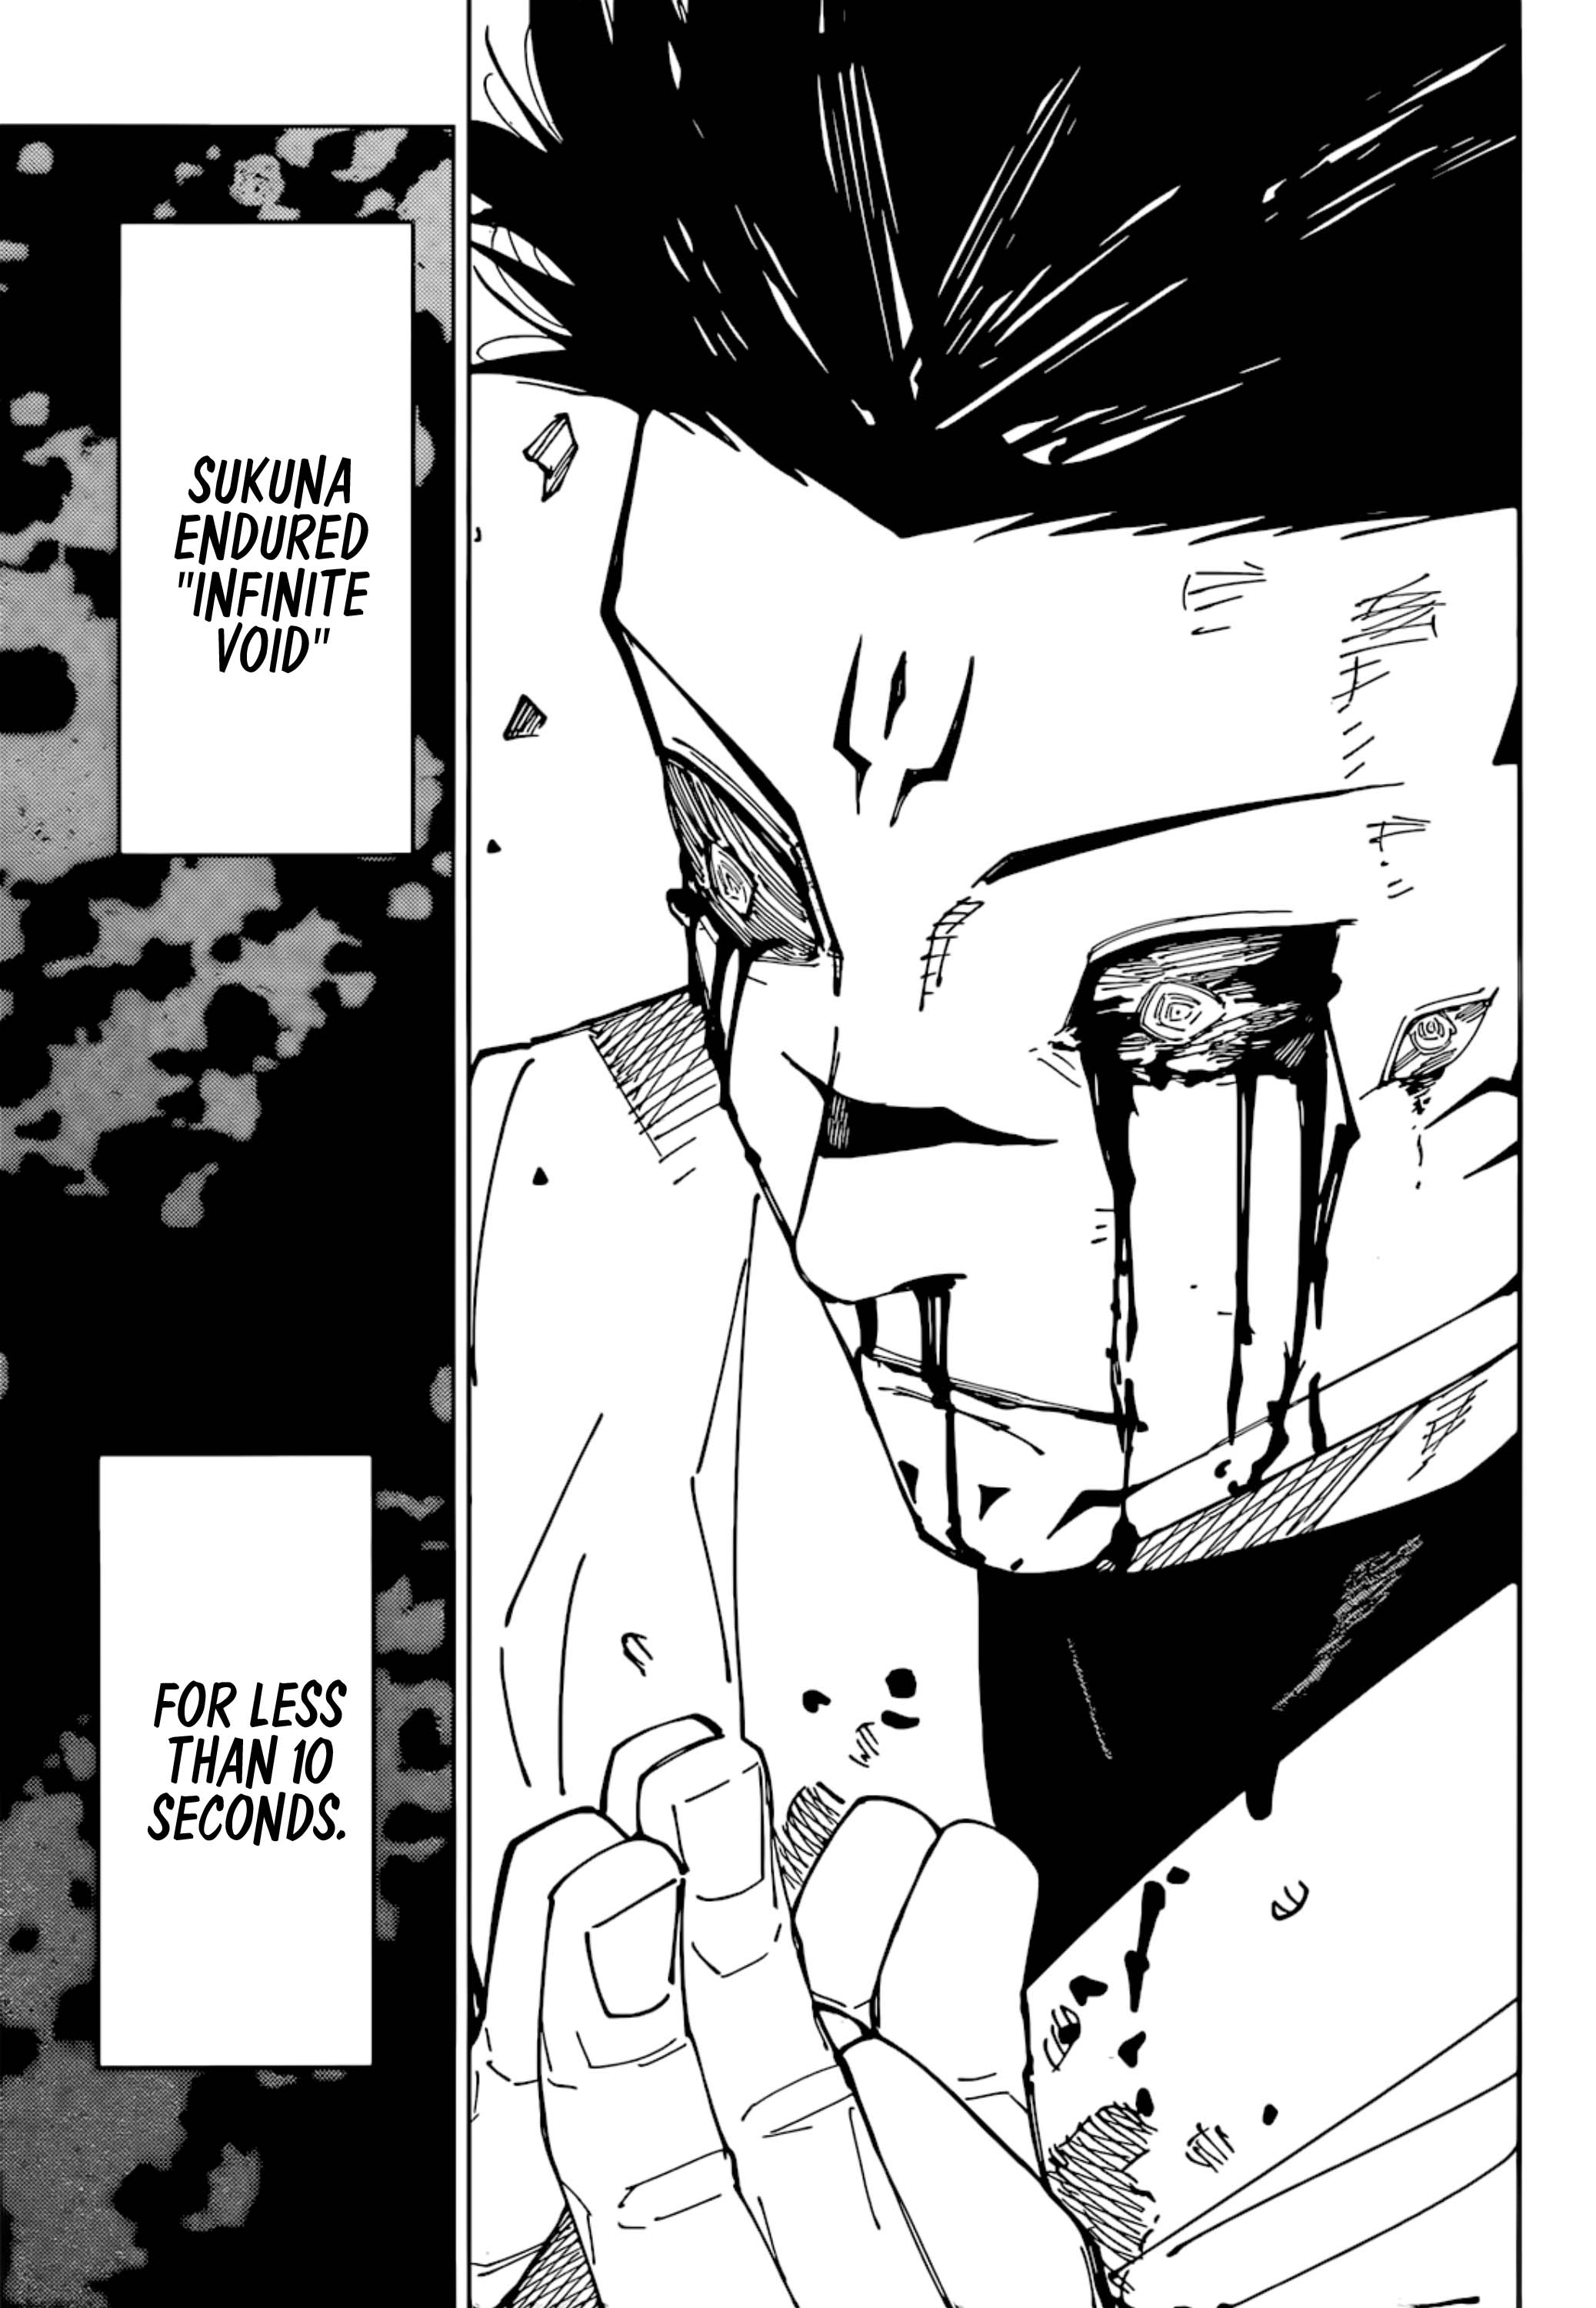 SUKUNA
ENDURED
"INFINITE
VOID"
FOR LESS
THAN 10
SECONDS.